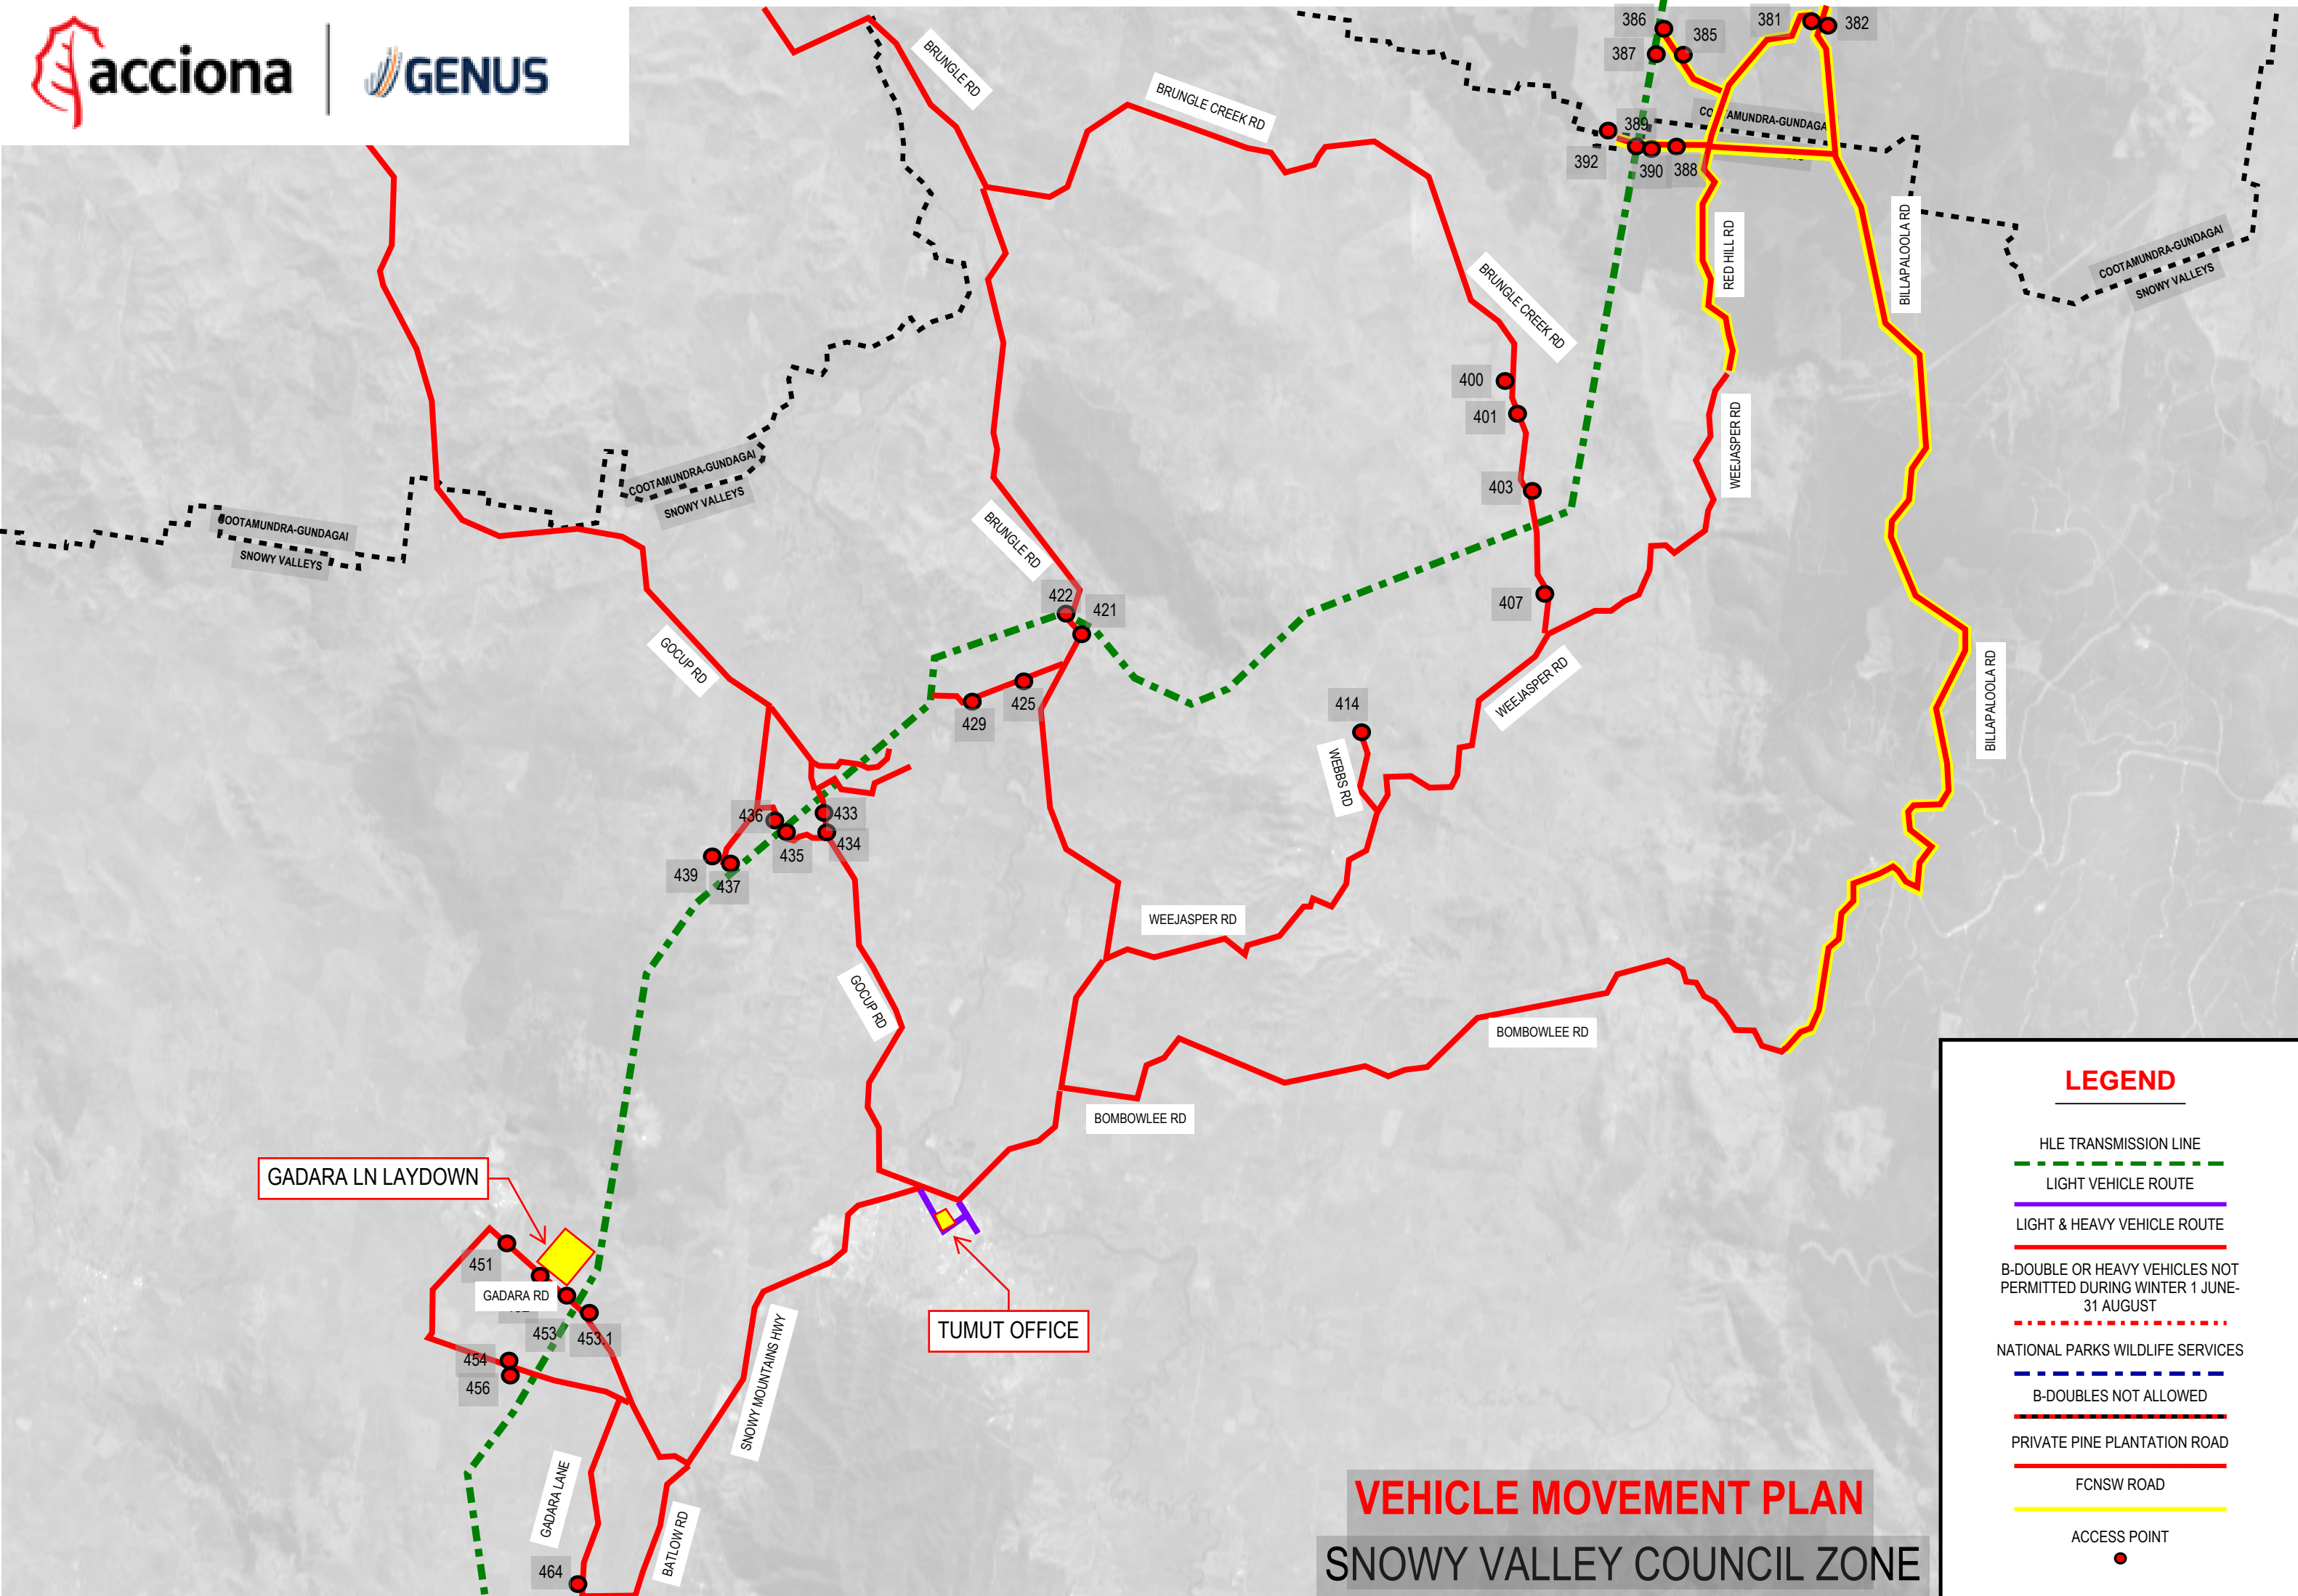 acciona
GENUS
BRUNGLE RD
BRUNGLE CREEK RD
386
385
387
381
382
389
COOTAMUNDRA-GUNDAGAI
392
390
388
RED HILL RD
BILLAPALOOLA RD
COOTAMUNDRA-GUNDAGAI
SNOWY VALLEYS
BRUNGLE CREEK RD
400
401
WEEJASPER RD
403
COOTAMUNDRA-GUNDAGAI
SNOWY VALLEYS
COOTAMUNDRA-GUNDAGAI
SNOWY VALLEYS
BRUNGLE RD
422
421
407
GOCUP RD
425
429
414
WEBBS RD
WEEJASPER RD
BILLAPALOOLA RD
436
433
434
435
439
437
WEEJASPER RD
GOCUP RD
BOMBOWLEE RD
BOMBOWLEE RD
GADARA LN LAYDOWN
451
GADARA RD
453
453.1
454
456
TUMUT OFFICE
SNOWY MOUNTAINS HWY
GADARA LANE
BATLOW RD
464
VEHICLE MOVEMENT PLAN
SNOWY VALLEY COUNCIL ZONE
LEGEND
HLE TRANSMISSION LINE
LIGHT VEHICLE ROUTE
LIGHT & HEAVY VEHICLE ROUTE
B-DOUBLE OR HEAVY VEHICLES NOT
PERMITTED DURING WINTER 1 JUNE-
31 AUGUST
NATIONAL PARKS WILDLIFE SERVICES
B-DOUBLES NOT ALLOWED
PRIVATE PINE PLANTATION ROAD
FCNSW ROAD
ACCESS POINT